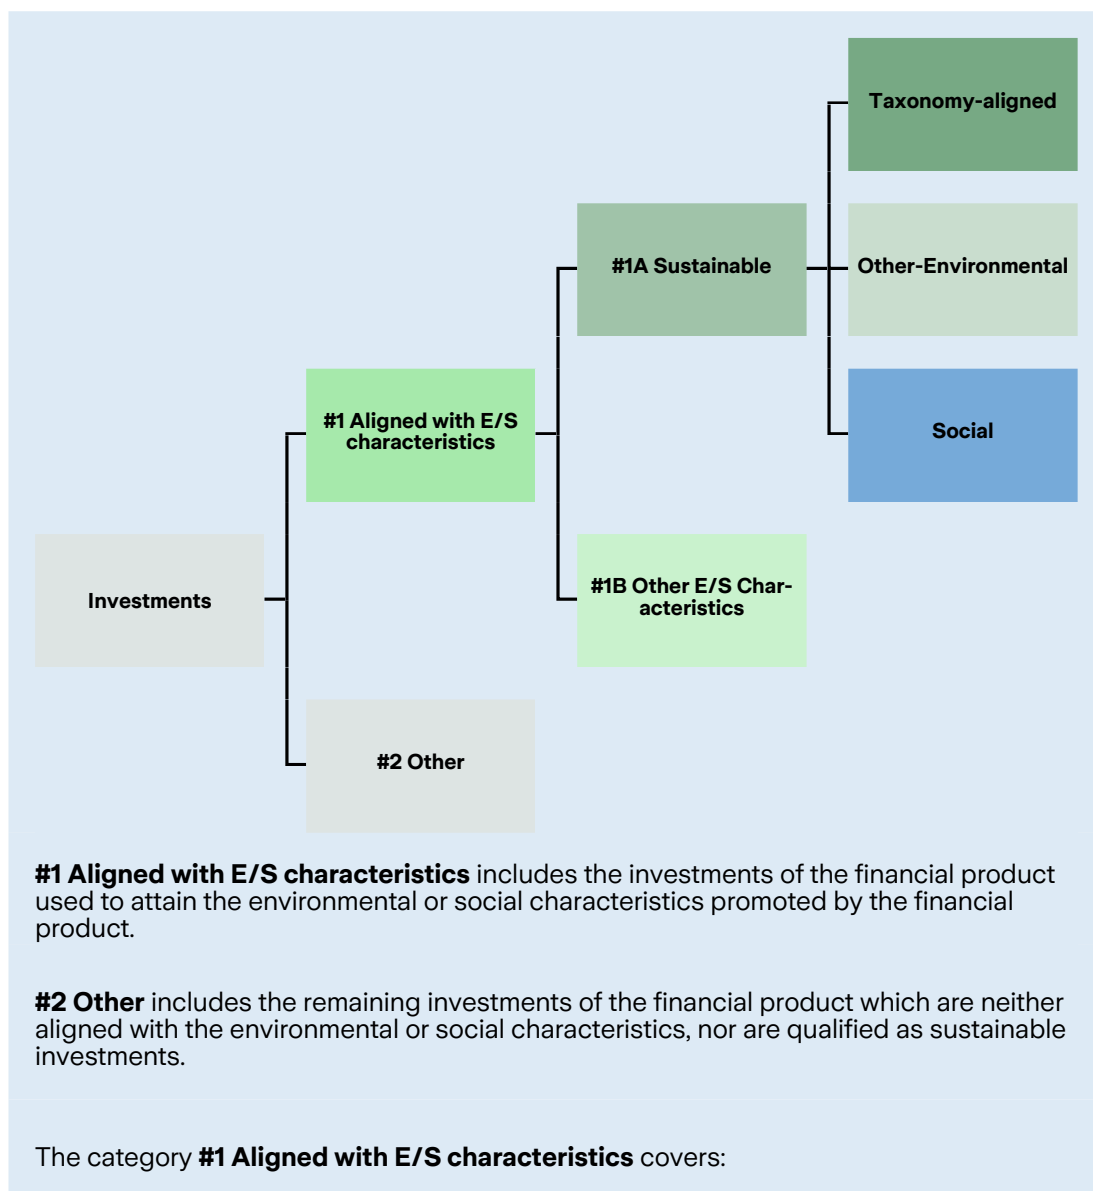 Taxonomy-aligned
#1A Sustainable
Other-Environmental
#1 Aligned with E/S
characteristics
Social
Investments
#1B Other E/S Char-
acteristics
#2 Other
#1 Aligned with E/S characteristics includes the investments of the financial product
used to attain the environmental or social characteristics promoted by the financial
product.
#2 Other includes the remaining investments of the financial product which are neither
aligned with the environmental or social characteristics, nor are qualified as sustainable
investments.
The category #1 Aligned with E/S characteristics covers: